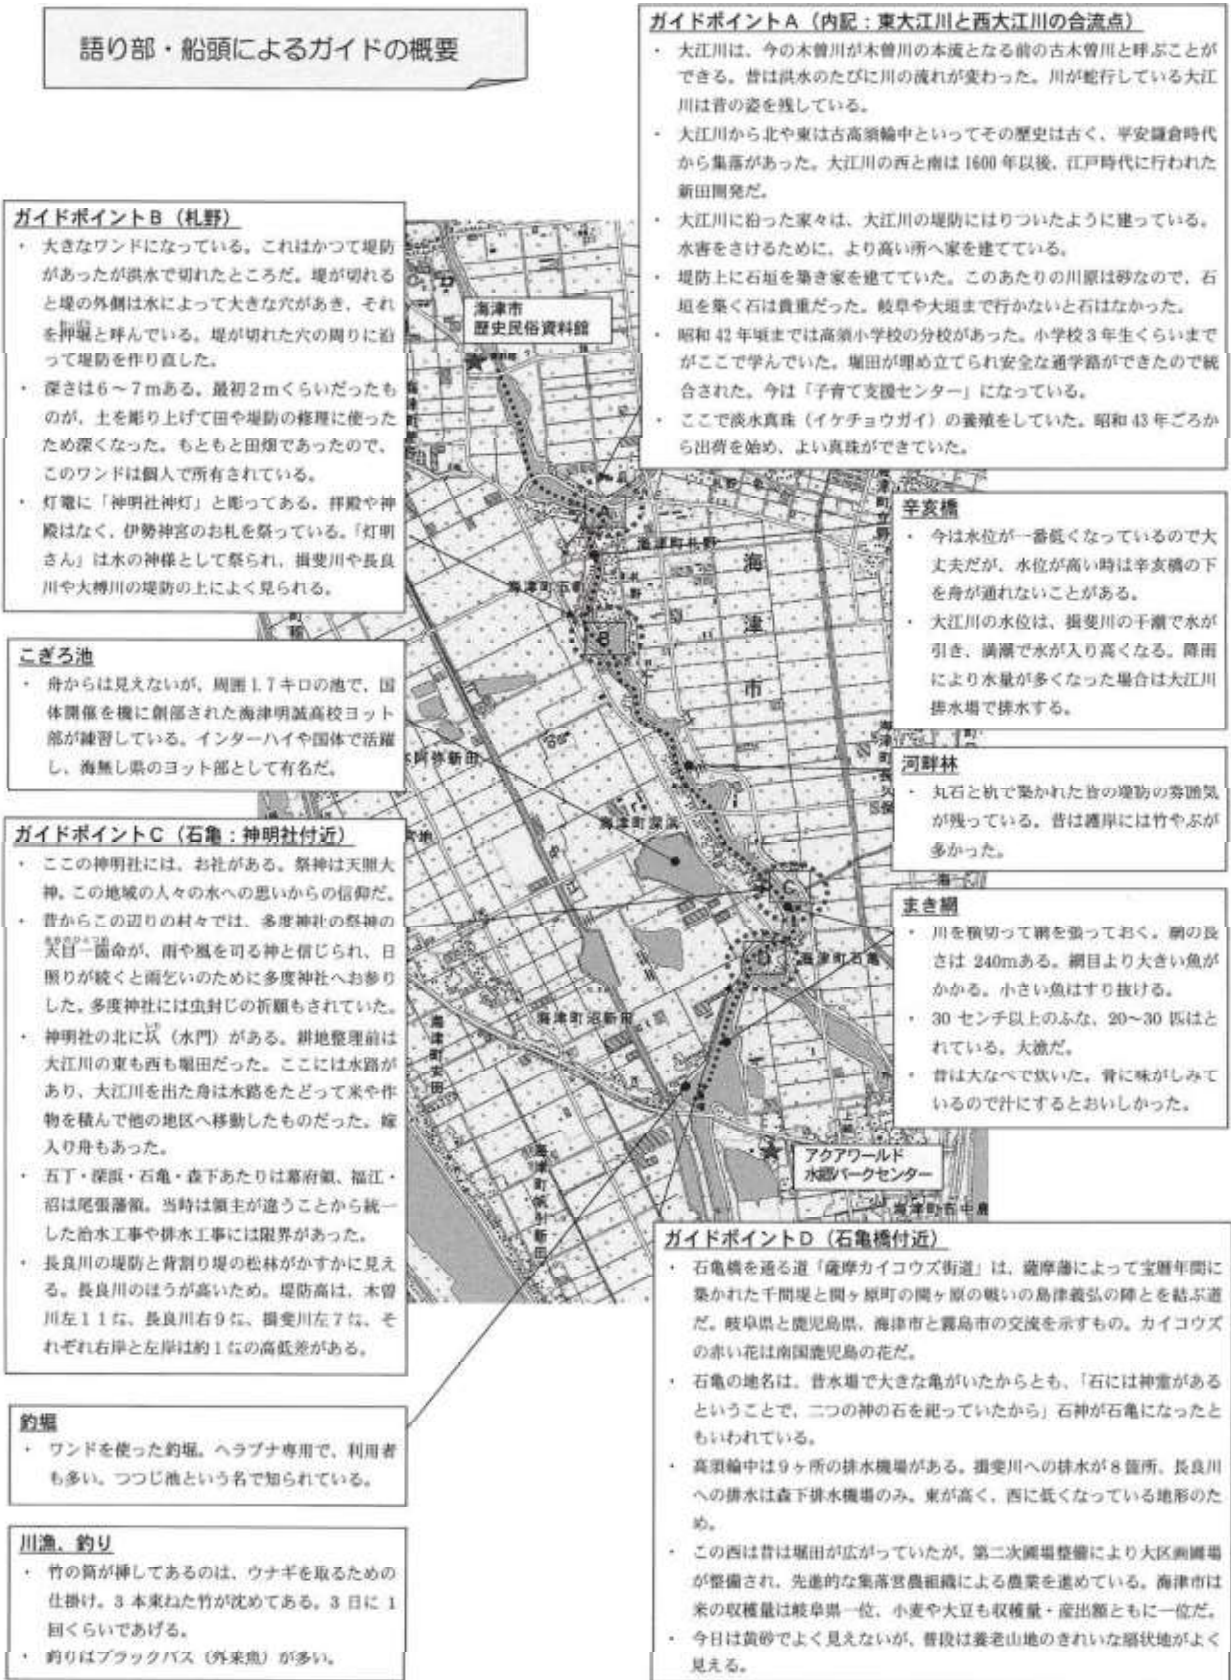 語り部・船頭によるガイドの概要
ガイドポイントA(内記:東大江川と西大江川の合流点)
・ 大江川は、今の木曽川が木曽川の本流となる前の古木曽川と呼ぶことが
できる。昔は洪水のたびに川の流れが変わった。川が蛇行している大江
川は昔の姿を残している。
・ 大江川から北や東は古高須輪中といってその歴史は古く、平安鎌倉時代
から集落があった。大江川の西と南は1600年以後、江戸時代に行われた
新田開発だ。
・ 大江川に沿った家々は、大江川の堤防にはりついたように建っている。
水害をさけるために、より高い所へ家を建てている。
・ 堤防上に石垣を築き家を建てていた。このあたりの川原は砂なので、石
垣を築く石は貴重だった。岐阜や大垣まで行かないと石はなかった。
・ 昭和42年頃までは高須小学校の分校があった。小学校3年生くらいまで
がここで学んでいた。堀田が埋め立てられ安全な通学路ができたので統
合された。今は「子育て支援センター」になっている。
・ ここで淡水真珠(イケチョウガイ)の養殖をしていた。昭和43年ごろか
ら出荷を始め、よい真珠ができていた。
ガイドポイントB(札野)
・ 大きなワンドになっている。これはかつて堤防
があったが洪水で切れたところだ。堤が切れる
と堤の外側は水によって大きな穴があき、それ
を押堀と呼んでいる。堤が切れた穴の周りに沿
って堤防を作り直した。
・ 深さは6～7mある。最初2mくらいだったも
のが、土を彫り上げて田や堤防の修理に使った
ため深くなった。もともと田畑であったので、
このワンドは個人で所有されている。
・ 灯篭に「神明社神灯」と彫ってある。拝殿や神
殿はなく、伊勢神宮のお札を祭っている。「灯明
さん」は水の神様として祭られ、揖斐川や長良
川や大榑川の堤防の上によく見られる。
こぎろ池
・ 舟からは見えないが、周囲1.7キロの池で、国
体開催を機に創部された海津明誠高校ヨット
部が練習している。インターハイや国体で活躍
し、海無し県のヨット部として有名だ。
ガイドポイントC(石亀:神明社付近)
・ ここの神明社には、お社がある。祭神は天照大
神。この地域の人々の水への思いからの信仰だ。
・ 昔からこの辺りの村々では、多度神社の祭神の
天目一箇命が、雨や風を司る神と信じられ、日
照りが続くと雨乞いのために多度神社へお参り
した。多度神社には虫封じの祈願もされていた。
・ 神明社の北に圦(水門)がある。耕地整理前は
大江川の東も西も堀田だった。ここには水路が
あり、大江川を出た舟は水路をたどって米や作
物を積んで他の地区へ移動したものだった。嫁
入り舟もあった。
・ 五丁・深浜・石亀・森下あたりは幕府領、福江・
沼は尾張藩領。当時は領主が違うことから統一
した治水工事や排水工事には限界があった。
・ 長良川の堤防と背割り堤の松林がかすかに見え
る。長良川のほうが高いため。堤防高は、木曽
川左11㍍、長良川右9㍍、揖斐川左7㍍、そ
れぞれ右岸と左岸は約1㍍の高低差がある。
釣堀
・ ワンドを使った釣堀。ヘラブナ専用で、利用者
も多い。つつじ池という名で知られている。
川漁、釣り
・ 竹の筒が挿してあるのは、ウナギを取るための
仕掛け。3本束ねた竹が沈めてある。3日に1
回くらいであげる。
・ 釣りはブラックバス(外来魚)が多い。
海津市
歴史民俗資料館
A
海津町札野
海津町五町
B
海
津
市
海津町深浜
C
D
海津町石亀
海津町沼新田
海津町安田
海津町帆引新田
アクアワールド
水郷パークセンター
辛亥橋
・ 今は水位が一番低くなっているので大
丈夫だが、水位が高い時は辛亥橋の下
を舟が通れないことがある。
・ 大江川の水位は、揖斐川の干潮で水が
引き、満潮で水が入り高くなる。降雨
により水量が多くなった場合は大江川
排水場で排水する。
河畔林
・ 丸石と杭で築かれた昔の堤防の雰囲気
が残っている。昔は護岸には竹やぶが
多かった。
まき網
・ 川を横切って網を張っておく。網の長
さは240mある。網目より大きい魚が
かかる。小さい魚はすり抜ける。
・ 30センチ以上のふな、20～30匹はと
れている。大漁だ。
・ 昔は大なべで炊いた。骨に味がしみて
いるので汁にするとおいしかった。
ガイドポイントD(石亀橋付近)
・ 石亀橋を通る道「薩摩カイコウズ街道」は、薩摩藩によって宝暦年間に
築かれた千間堤と関ヶ原町の関ヶ原の戦いの島津義弘の陣とを結ぶ道
だ。岐阜県と鹿児島県、海津市と霧島市の交流を示すもの。カイコウズ
の赤い花は南国鹿児島の花だ。
・ 石亀の地名は、昔水場で大きな亀がいたからとも、「石には神霊がある
ということで、二つの神の石を祀っていたから」石神が石亀になったと
もいわれている。
・ 高須輪中は9ヶ所の排水機場がある。揖斐川への排水が8箇所、長良川
への排水は森下排水機場のみ。東が高く、西に低くなっている地形のた
め。
・ この西は昔は堀田が広がっていたが、第二次圃場整備により大区画圃場
が整備され、先進的な集落営農組織による農業を進めている。海津市は
米の収穫量は岐阜県一位、小麦や大豆も収穫量・産出額ともに一位だ。
・ 今日は黄砂でよく見えないが、普段は養老山地のきれいな扇状地がよく
見える。